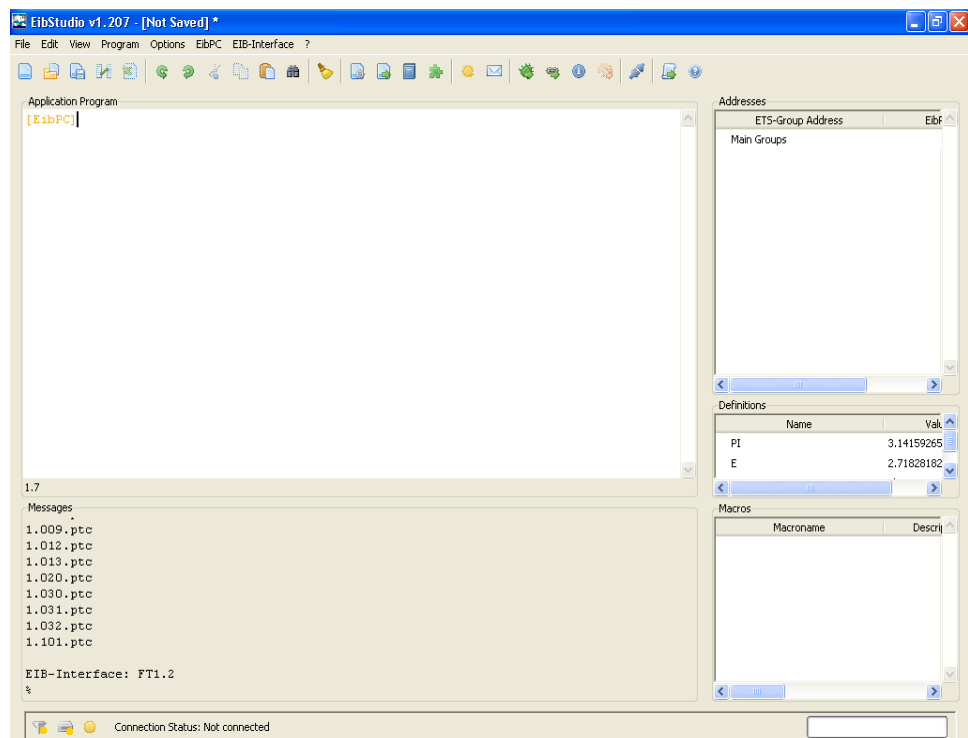 EibStudio v1.207 - [Not Saved] *
File Edit View Program Options EibPC EIB-Interface ?
Application Program
[EibPC]
1.7
Messages
1.009.ptc
1.012.ptc
1.013.ptc
1.020.ptc
1.030.ptc
1.031.ptc
1.032.ptc
1.101.ptc
EIB-Interface: FT1.2
%
Addresses
ETS-Group Address
Main Groups
Definitions
Name Valu
PI 3.14159265
E 2.71828182
Macros
Macroname Descrip
Connection Status: Not connected